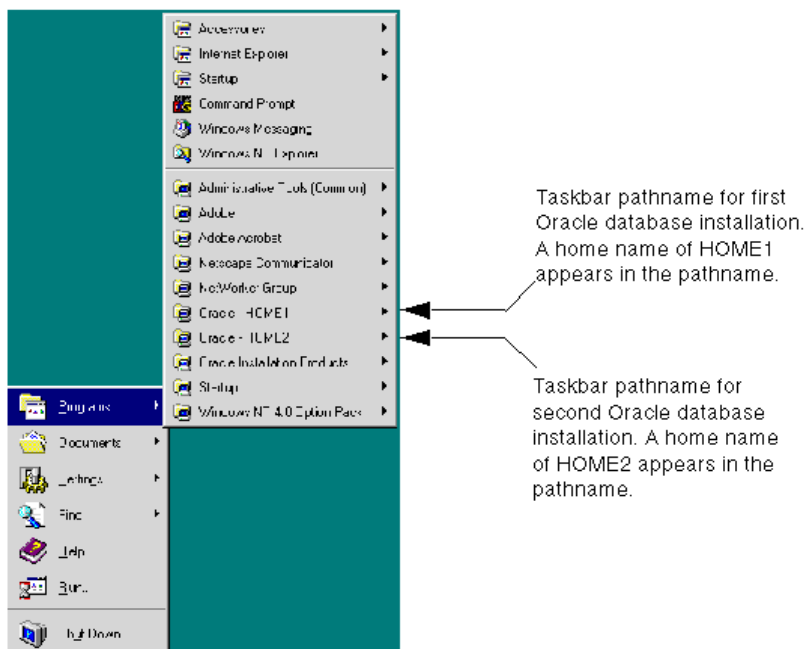 Accessories
Internet Explorer
Startup
Command Prompt
Windows Messaging
Windows NT Explorer
Administrative Tools (Common)
Adobe
Adobe Acrobat
Netscape Communicator
NetWorker Group
Oracle - HOME1
Oracle - HOME2
Oracle Installation Products
Startup
Windows NT 4.0 Option Pack
Programs
Documents
Settings
Find
Help
Run...
Shut Down
Taskbar pathname for first
Oracle database installation.
A home name of HOME1
appears in the pathname.
Taskbar pathname for
second Oracle database
installation. A home name
of HOME2 appears in the
pathname.